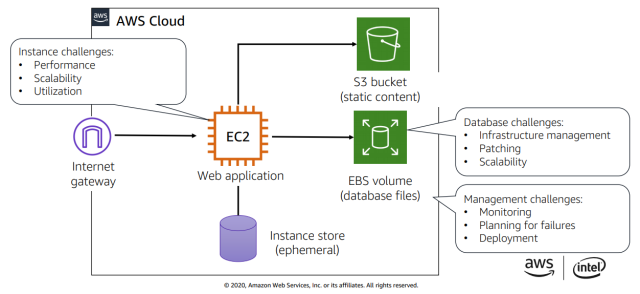 aws
AWS Cloud
Instance challenges:
• Performance
• Scalability
• Utilization
S3 bucket
(static content)
EC2
Internet
gateway
Web application
Database challenges:
• Infrastructure management
• Patching
• Scalability
EBS volume
(database files)
Management challenges:
• Monitoring
• Planning for failures
• Deployment
Instance store
(ephemeral)
aws
intel
© 2020, Amazon Web Services, Inc. or its affiliates. All rights reserved.